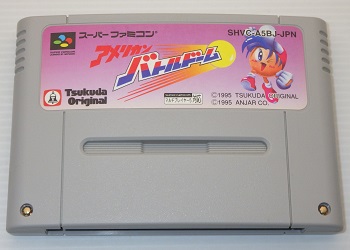 スーパーファミコン®
SHVC-A5BJ-JPN
アメリカン
バトルドーム
Tsukuda
Original
©1995 TSUKUDA ORIGINAL
©1995 ANJAR CO.